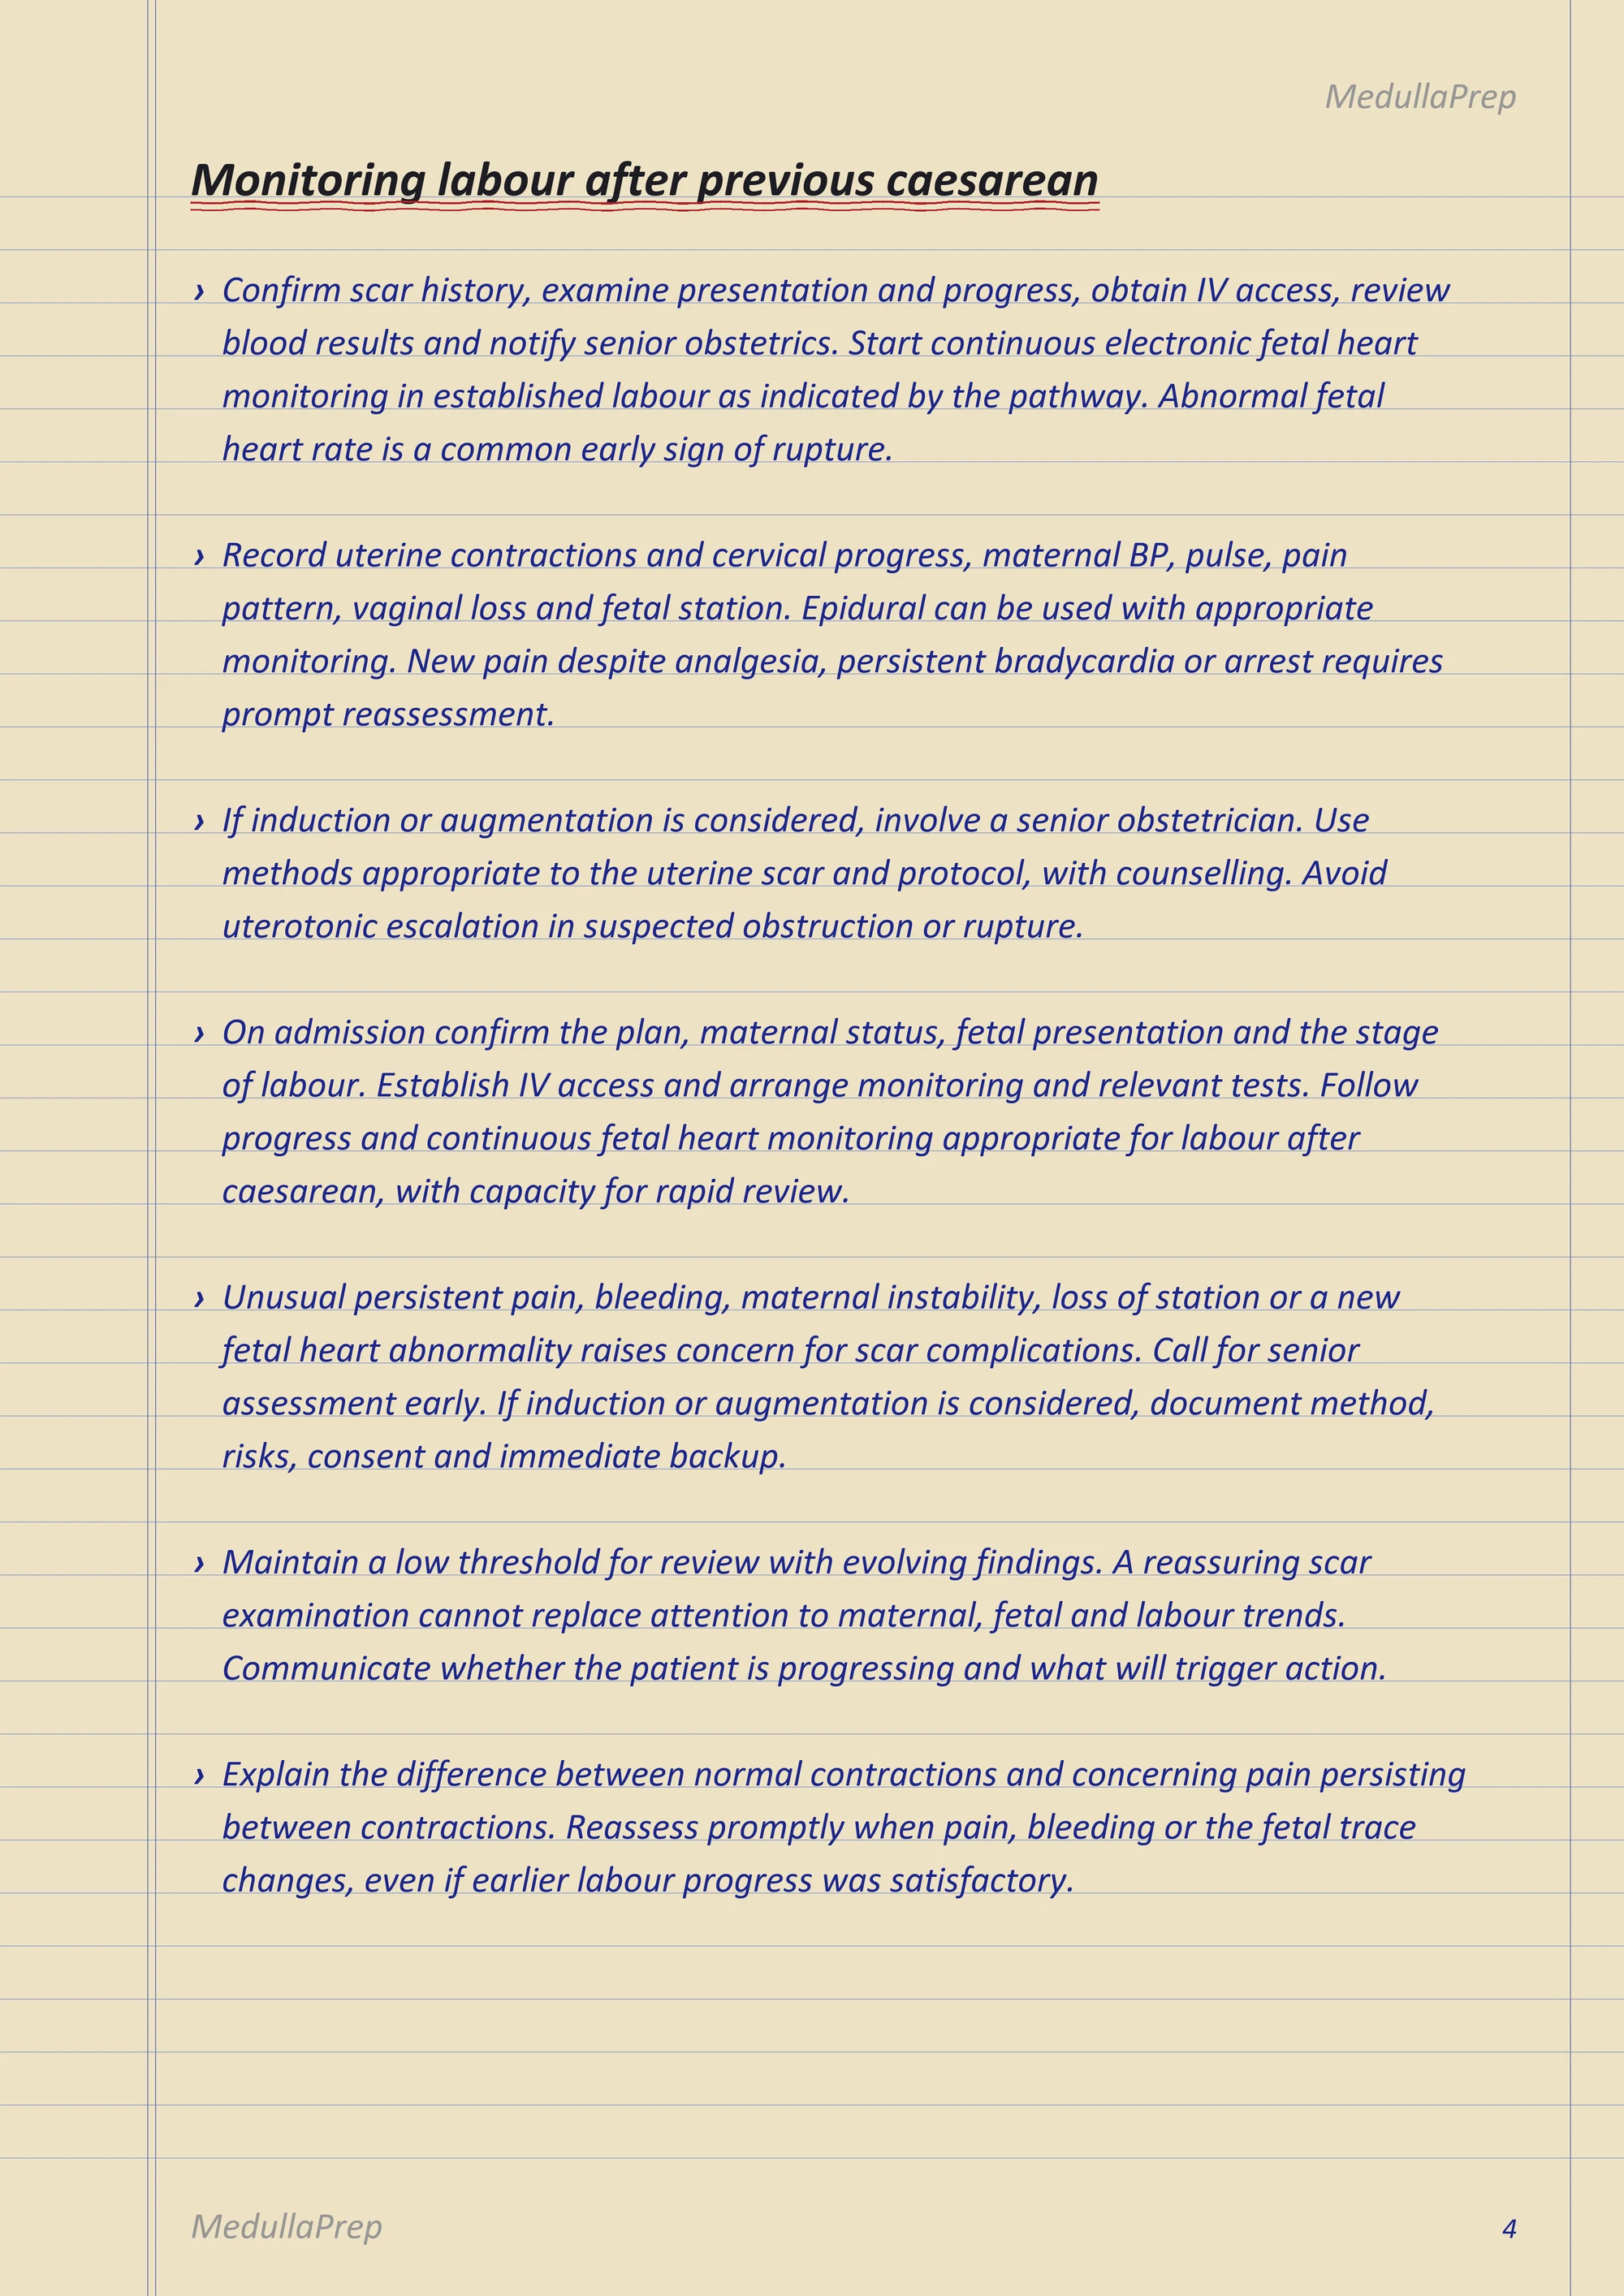 MedullaPrep
Monitoring labour after previous caesarean
› Confirm scar history, examine presentation and progress, obtain IV access, review
blood results and notify senior obstetrics. Start continuous electronic fetal heart
monitoring in established labour as indicated by the pathway. Abnormal fetal
heart rate is a common early sign of rupture.
› Record uterine contractions and cervical progress, maternal BP, pulse, pain
pattern, vaginal loss and fetal station. Epidural can be used with appropriate
monitoring. New pain despite analgesia, persistent bradycardia or arrest requires
prompt reassessment.
› If induction or augmentation is considered, involve a senior obstetrician. Use
methods appropriate to the uterine scar and protocol, with counselling. Avoid
uterotonic escalation in suspected obstruction or rupture.
› On admission confirm the plan, maternal status, fetal presentation and the stage
of labour. Establish IV access and arrange monitoring and relevant tests. Follow
progress and continuous fetal heart monitoring appropriate for labour after
caesarean, with capacity for rapid review.
› Unusual persistent pain, bleeding, maternal instability, loss of station or a new
fetal heart abnormality raises concern for scar complications. Call for senior
assessment early. If induction or augmentation is considered, document method,
risks, consent and immediate backup.
› Maintain a low threshold for review with evolving findings. A reassuring scar
examination cannot replace attention to maternal, fetal and labour trends.
Communicate whether the patient is progressing and what will trigger action.
› Explain the difference between normal contractions and concerning pain persisting
between contractions. Reassess promptly when pain, bleeding or the fetal trace
changes, even if earlier labour progress was satisfactory.
MedullaPrep
4